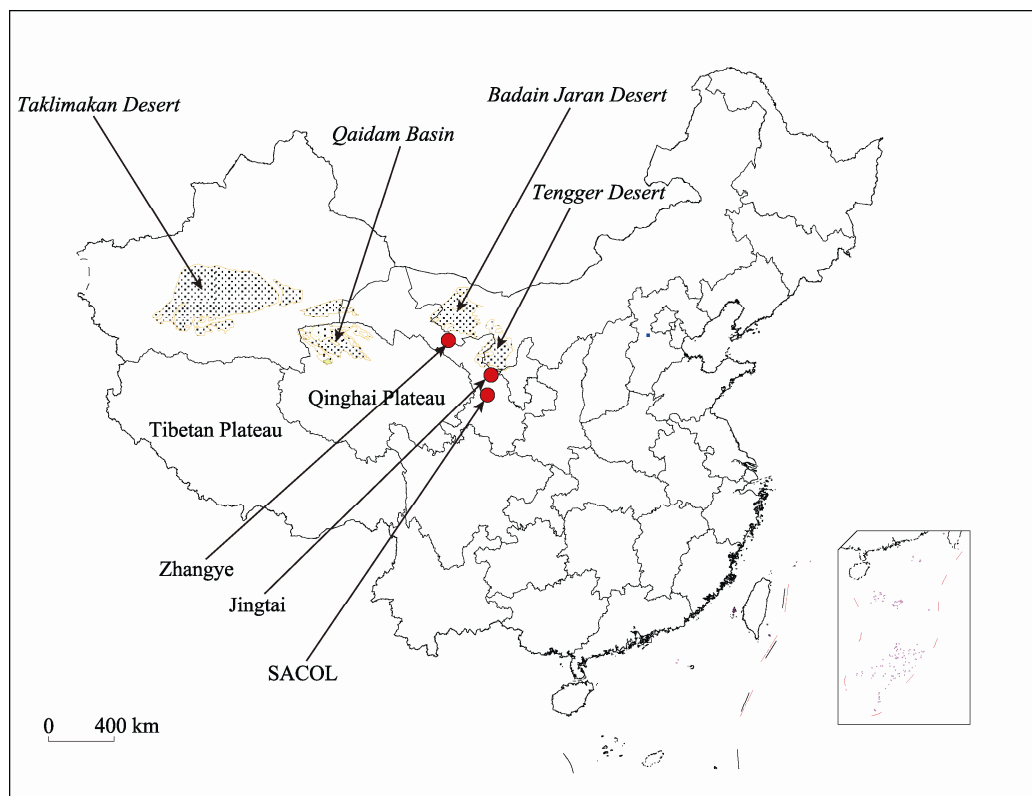 Taklimakan Desert
Badain Jaran Desert
Qaidam Basin
Tengger Desert
Qinghai Plateau
Tibetan Plateau
Zhangye
Jingtai
SACOL
0 400 km